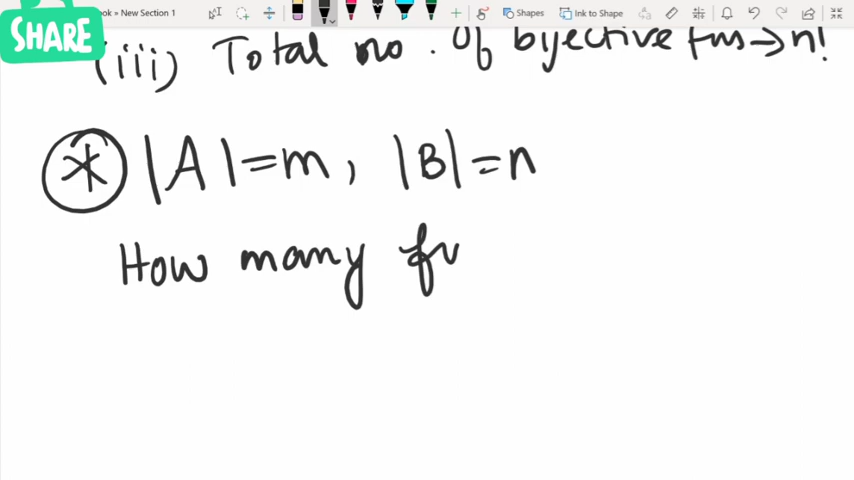 SHARE
ook » New Section 1
Shapes
Ink to Shape
(iii) Total no. of bijective fns → n!
* |A| = m, |B| = n
How many fu